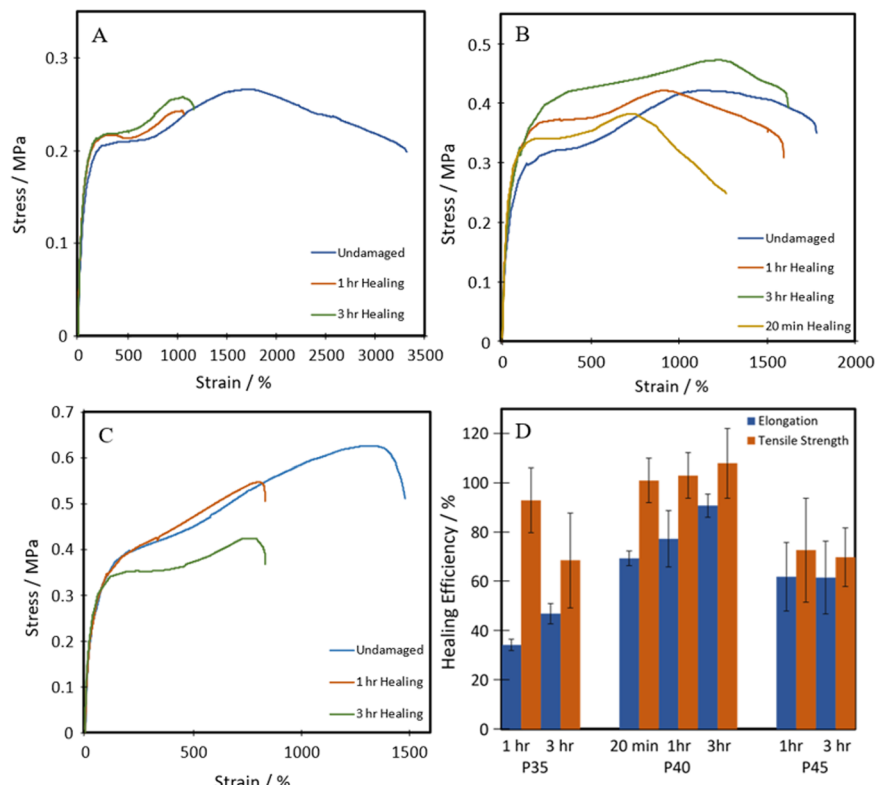 A
0.3
0.2
0.1
0
Stress / MPa
Undamaged
1 hr Healing
3 hr Healing
0 500 1000 1500 2000 2500 3000 3500
Strain / %
B
0.5
0.4
0.3
0.2
0.1
0
Stress / MPa
Undamaged
1 hr Healing
3 hr Healing
20 min Healing
0 500 1000 1500 2000
Strain / %
C
0.7
0.6
0.5
0.4
0.3
0.2
0.1
0
Stress / MPa
Undamaged
1 hr Healing
3 hr Healing
0 500 1000 1500
Strain / %
D
Elongation
Tensile Strength
120
100
80
60
40
20
0
Healing Efficiency / %
1 hr 3 hr 20 min 1hr 3hr 1hr 3 hr
P35 P40 P45